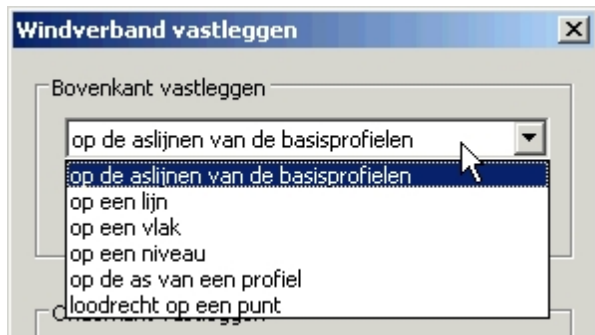 Windverband vastleggen
Bovenkant vastleggen
op de aslijnen van de basisprofielen
op de aslijnen van de basisprofielen
op een lijn
op een vlak
op een niveau
op de as van een profiel
loodrecht op een punt